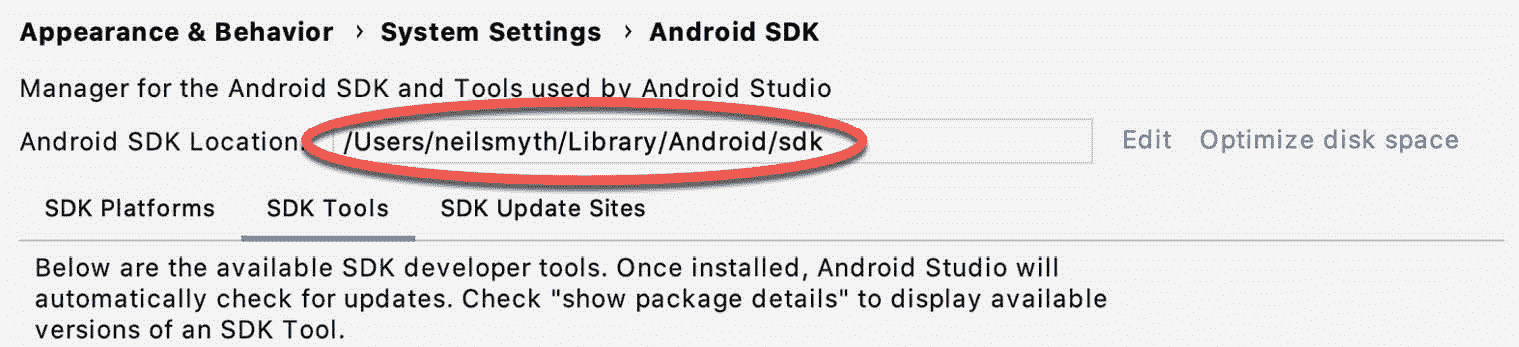 Appearance & Behavior › System Settings › Android SDK
Manager for the Android SDK and Tools used by Android Studio
Android SDK Location: /Users/neilsmyth/Library/Android/sdk Edit Optimize disk space
SDK Platforms SDK Tools SDK Update Sites
Below are the available SDK developer tools. Once installed, Android Studio will
automatically check for updates. Check "show package details" to display available
versions of an SDK Tool.